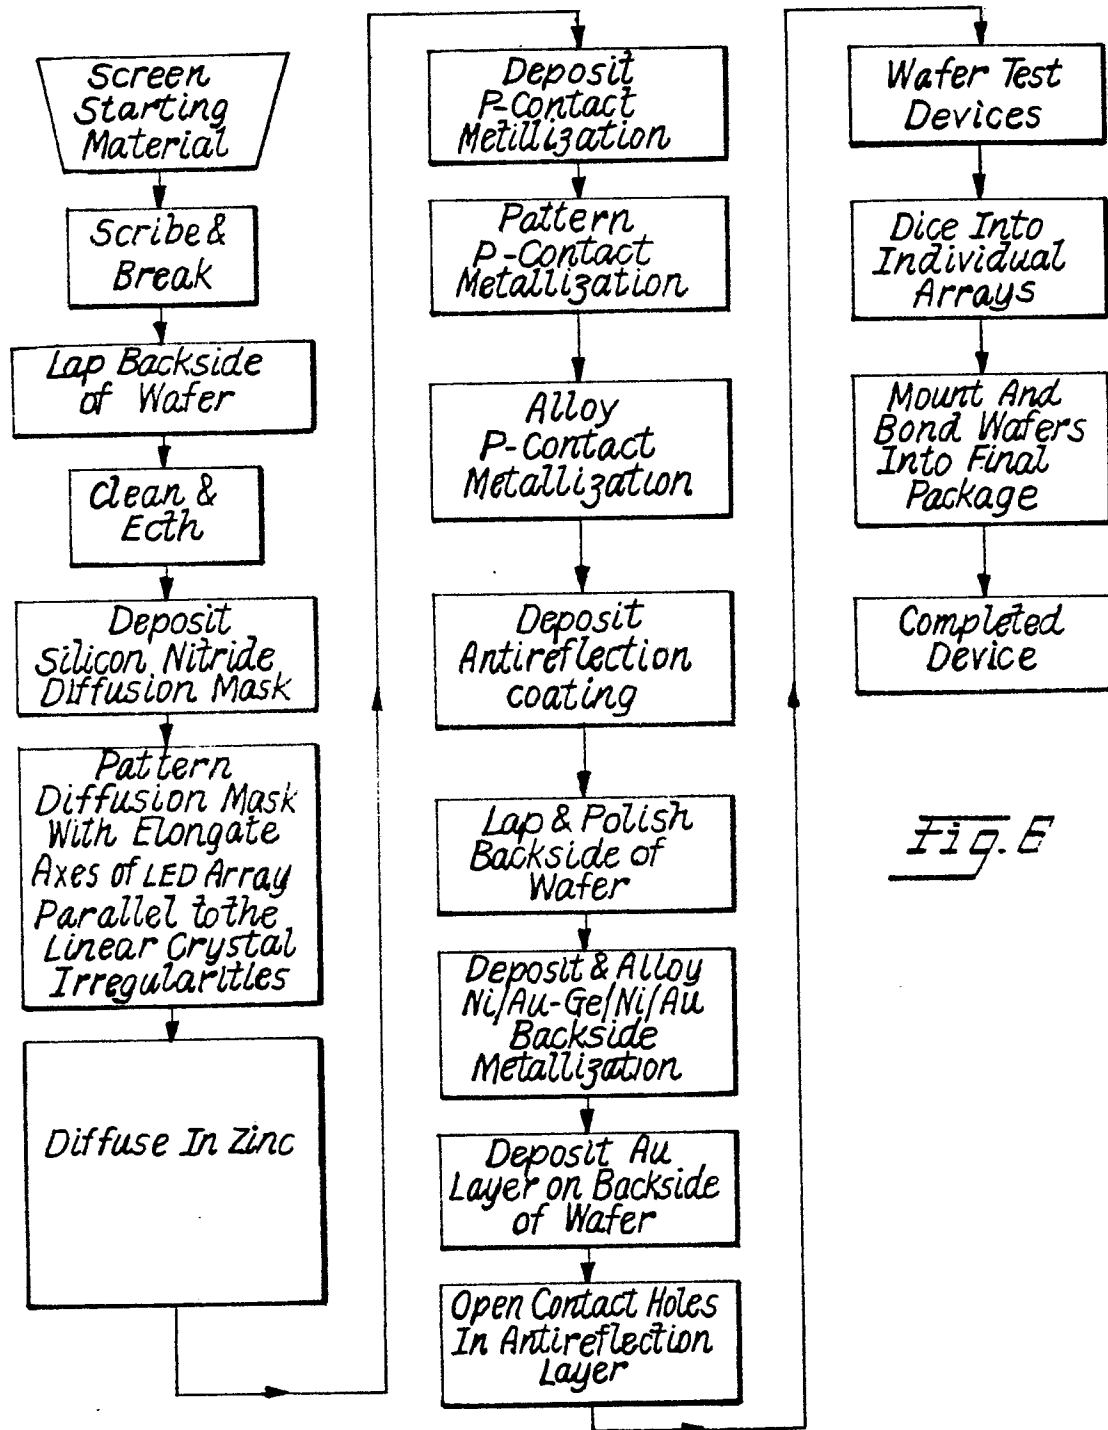 Screen
Starting
Material
Scribe &
Break
Lap Backside
of Wafer
Clean &
Ecth
Deposit
Silicon Nitride
Diffusion Mask
Pattern
Diffusion Mask
With Elongate
Axes of LED Array
Parallel to the
Linear Crystal
Irregularities
Diffuse In Zinc
Deposit
P-Contact
Metillization
Pattern
P-Contact
Metallization
Alloy
P-Contact
Metallization
Deposit
Antireflection
coating
Lap & Polish
Backside of
Wafer
Deposit & Alloy
Ni/Au-Ge/Ni/Au
Backside
Metallization
Deposit Au
Layer on Backside
of Wafer
Open Contact Holes
In Antireflection
Layer
Wafer Test
Devices
Dice Into
Individual
Arrays
Mount And
Bond Wafers
Into Final
Package
Completed
Device
Fig. 6